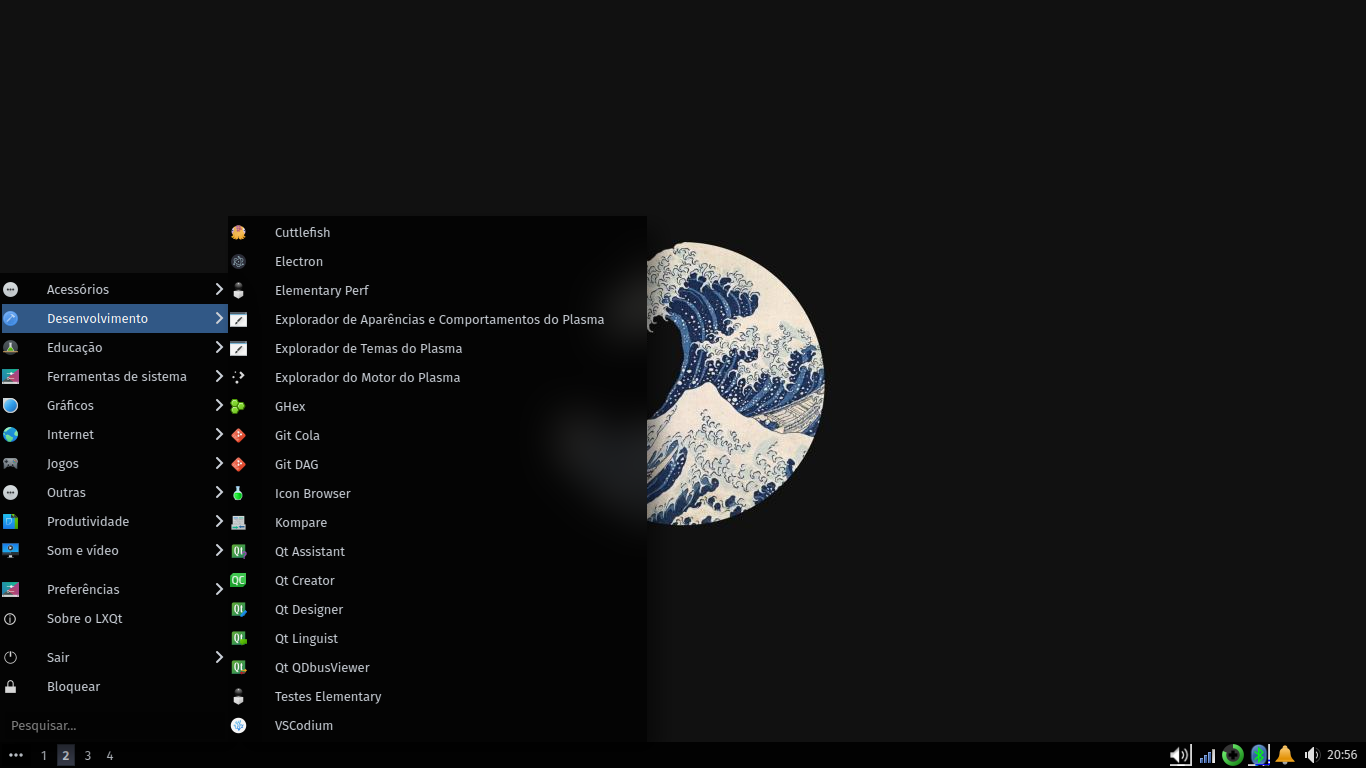 Cuttlefish
Electron
Elementary Perf
Explorador de Aparências e Comportamentos do Plasma
Explorador de Temas do Plasma
Explorador do Motor do Plasma
GHex
Git Cola
Git DAG
Icon Browser
Kompare
Qt Assistant
Qt Creator
Qt Designer
Qt Linguist
Qt QDbusViewer
Testes Elementary
VSCodium
Acessórios
Desenvolvimento
Educação
Ferramentas de sistema
Gráficos
Internet
Jogos
Outras
Produtividade
Som e vídeo
Preferências
Sobre o LXQt
Sair
Bloquear
Pesquisar...
1 2 3 4
20:56